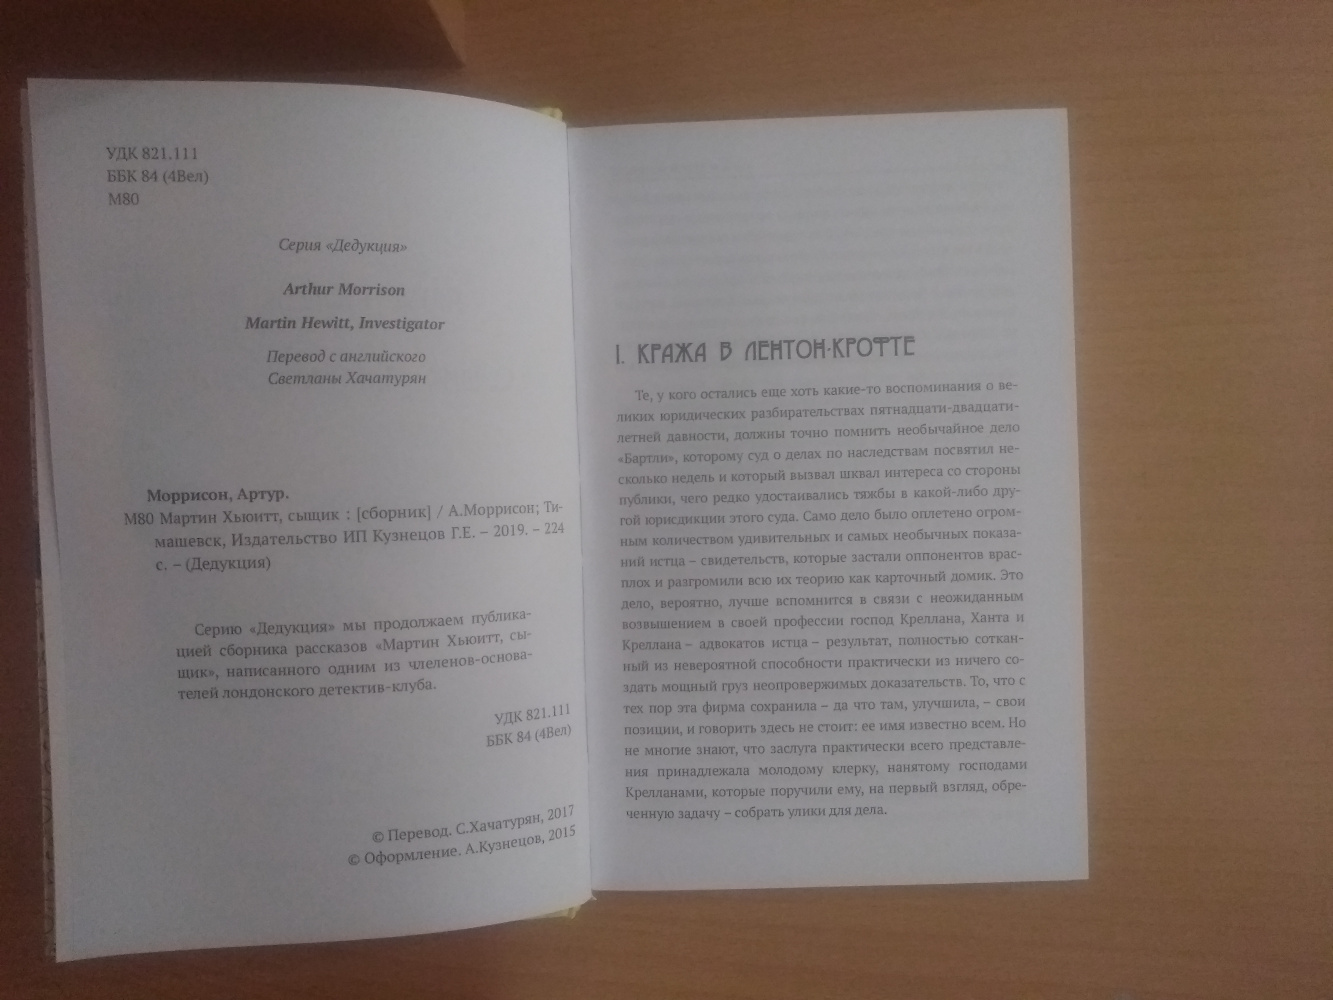 УДК 821.111
ББК 84 (4Вел)
М80
Серия «Дедукция»
Arthur Morrison
Martin Hewitt, Investigator
Перевод с английского
Светланы Хачатурян
Моррисон, Артур.
М80 Мартин Хьюитт, сыщик : [сборник] / А.Моррисон; Ти-
машевск, Издательство ИП Кузнецов Г.Е. – 2019. – 224
с. – (Дедукция)
Серию «Дедукция» мы продолжаем публика-
цией сборника рассказов «Мартин Хьюитт, сы-
щик», написанного одним из члеленов-основа-
телей лондонского детектив-клуба.
УДК 821.111
ББК 84 (4Вел)
© Перевод. С.Хачатурян, 2017
© Оформление. А.Кузнецов, 2015
I. КРАЖА В ЛЕНТОН-КРОФТЕ
Те, у кого остались еще хоть какие-то воспоминания о ве-
ликих юридических разбирательствах пятнадцати-двадцати-
летней давности, должны точно помнить необычайное дело
«Бартли», которому суд о делах по наследствам посвятил не-
сколько недель и который вызвал шквал интереса со стороны
публики, чего редко удостаивались тяжбы в какой-либо дру-
гой юрисдикции этого суда. Само дело было оплетено огром-
ным количеством удивительных и самых необычных показа-
ний истца – свидетельств, которые застали оппонентов врас-
плох и разгромили всю их теорию как карточный домик. Это
дело, вероятно, лучше вспомнится в связи с неожиданным
возвышением в своей профессии господ Креллана, Ханта и
Креллана – адвокатов истца – результат, полностью соткан-
ный из невероятной способности практически из ничего со-
здать мощный груз неопровержимых доказательств. То, что с
тех пор эта фирма сохранила – да что там, улучшила, – свои
позиции, и говорить здесь не стоит: ее имя известно всем. Но
не многие знают, что заслуга практически всего представле-
ния принадлежала молодому клерку, нанятому господами
Крелланами, которые поручили ему, на первый взгляд, обре-
ченную задачу – собрать улики для дела.